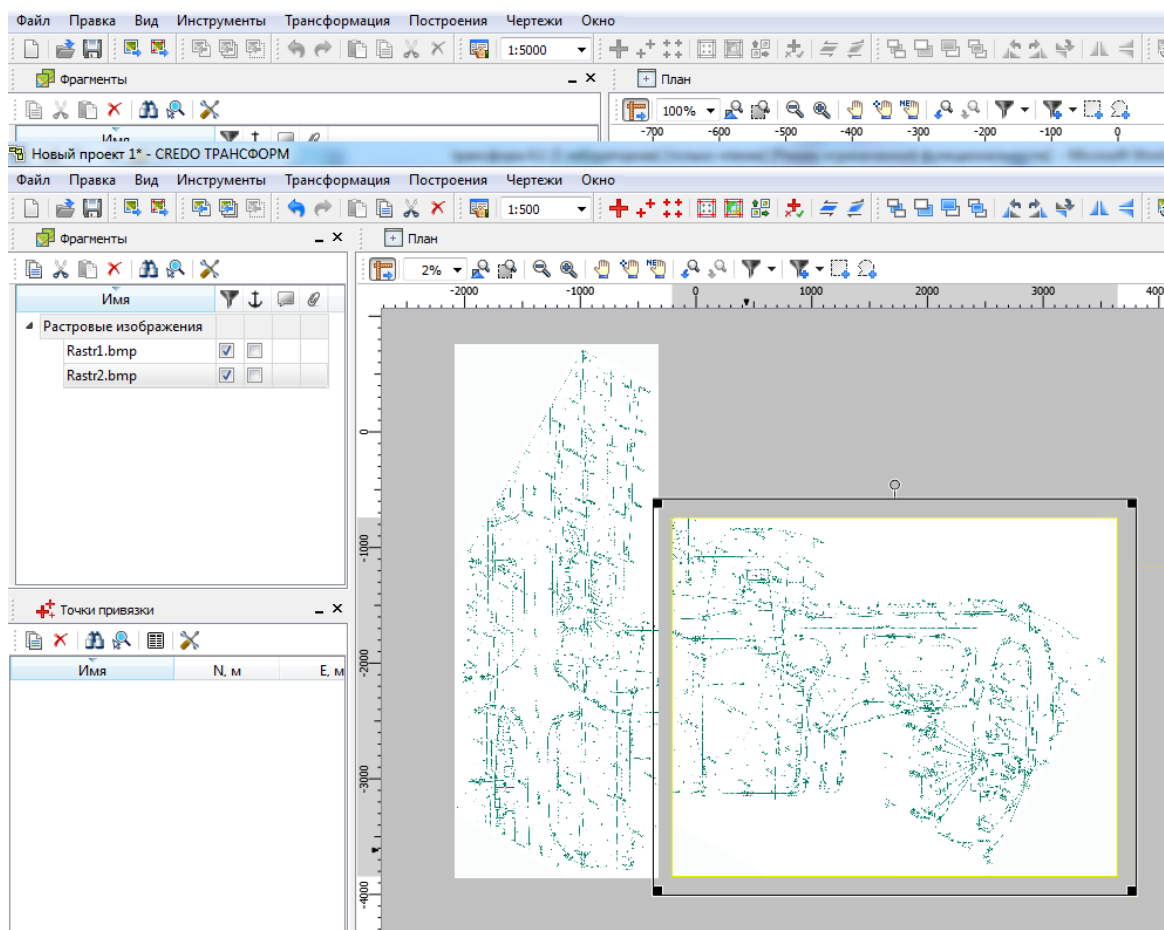 Файл Правка Вид Инструменты Трансформация Построения Чертежи Окно
1:5000
Фрагменты
План
100%
Имя
-700 -600 -500 -400 -300 -200 -100 0
Новый проект 1* - CREDO ТРАНСФОРМ
Файл Правка Вид Инструменты Трансформация Построения Чертежи Окно
1:500
Фрагменты
План
2%
Имя
-2000 -1000 0 1000 2000 3000 400
Растровые изображения
Rastr1.bmp
Rastr2.bmp
0
-1000
-2000
-3000
-4000
Точки привязки
Имя N, м E, м